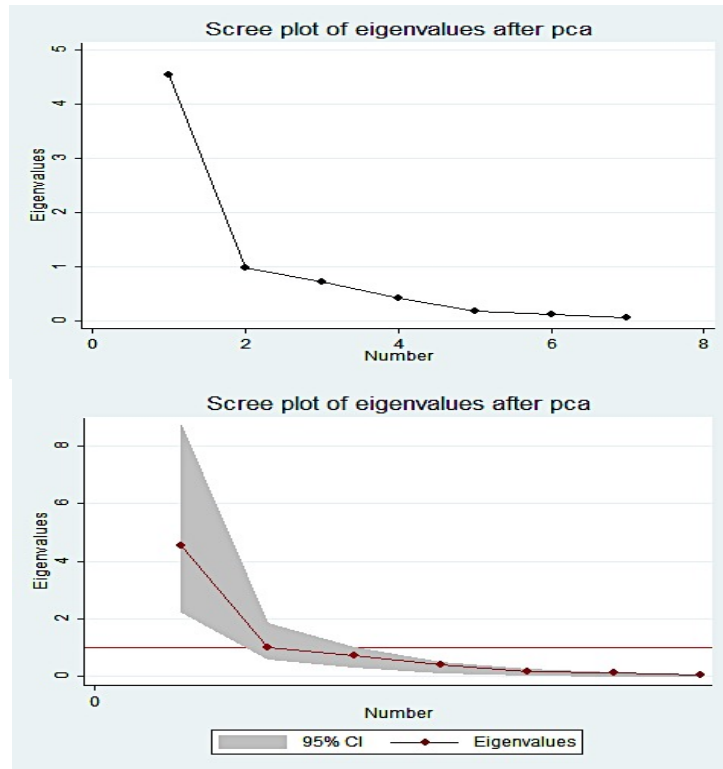 Scree plot of eigenvalues after pca
5
4
3
2
1
0
Eigenvalues
0 2 4 6 8
Number
Scree plot of eigenvalues after pca
8
6
4
2
0
Eigenvalues
0
Number
95% CI Eigenvalues